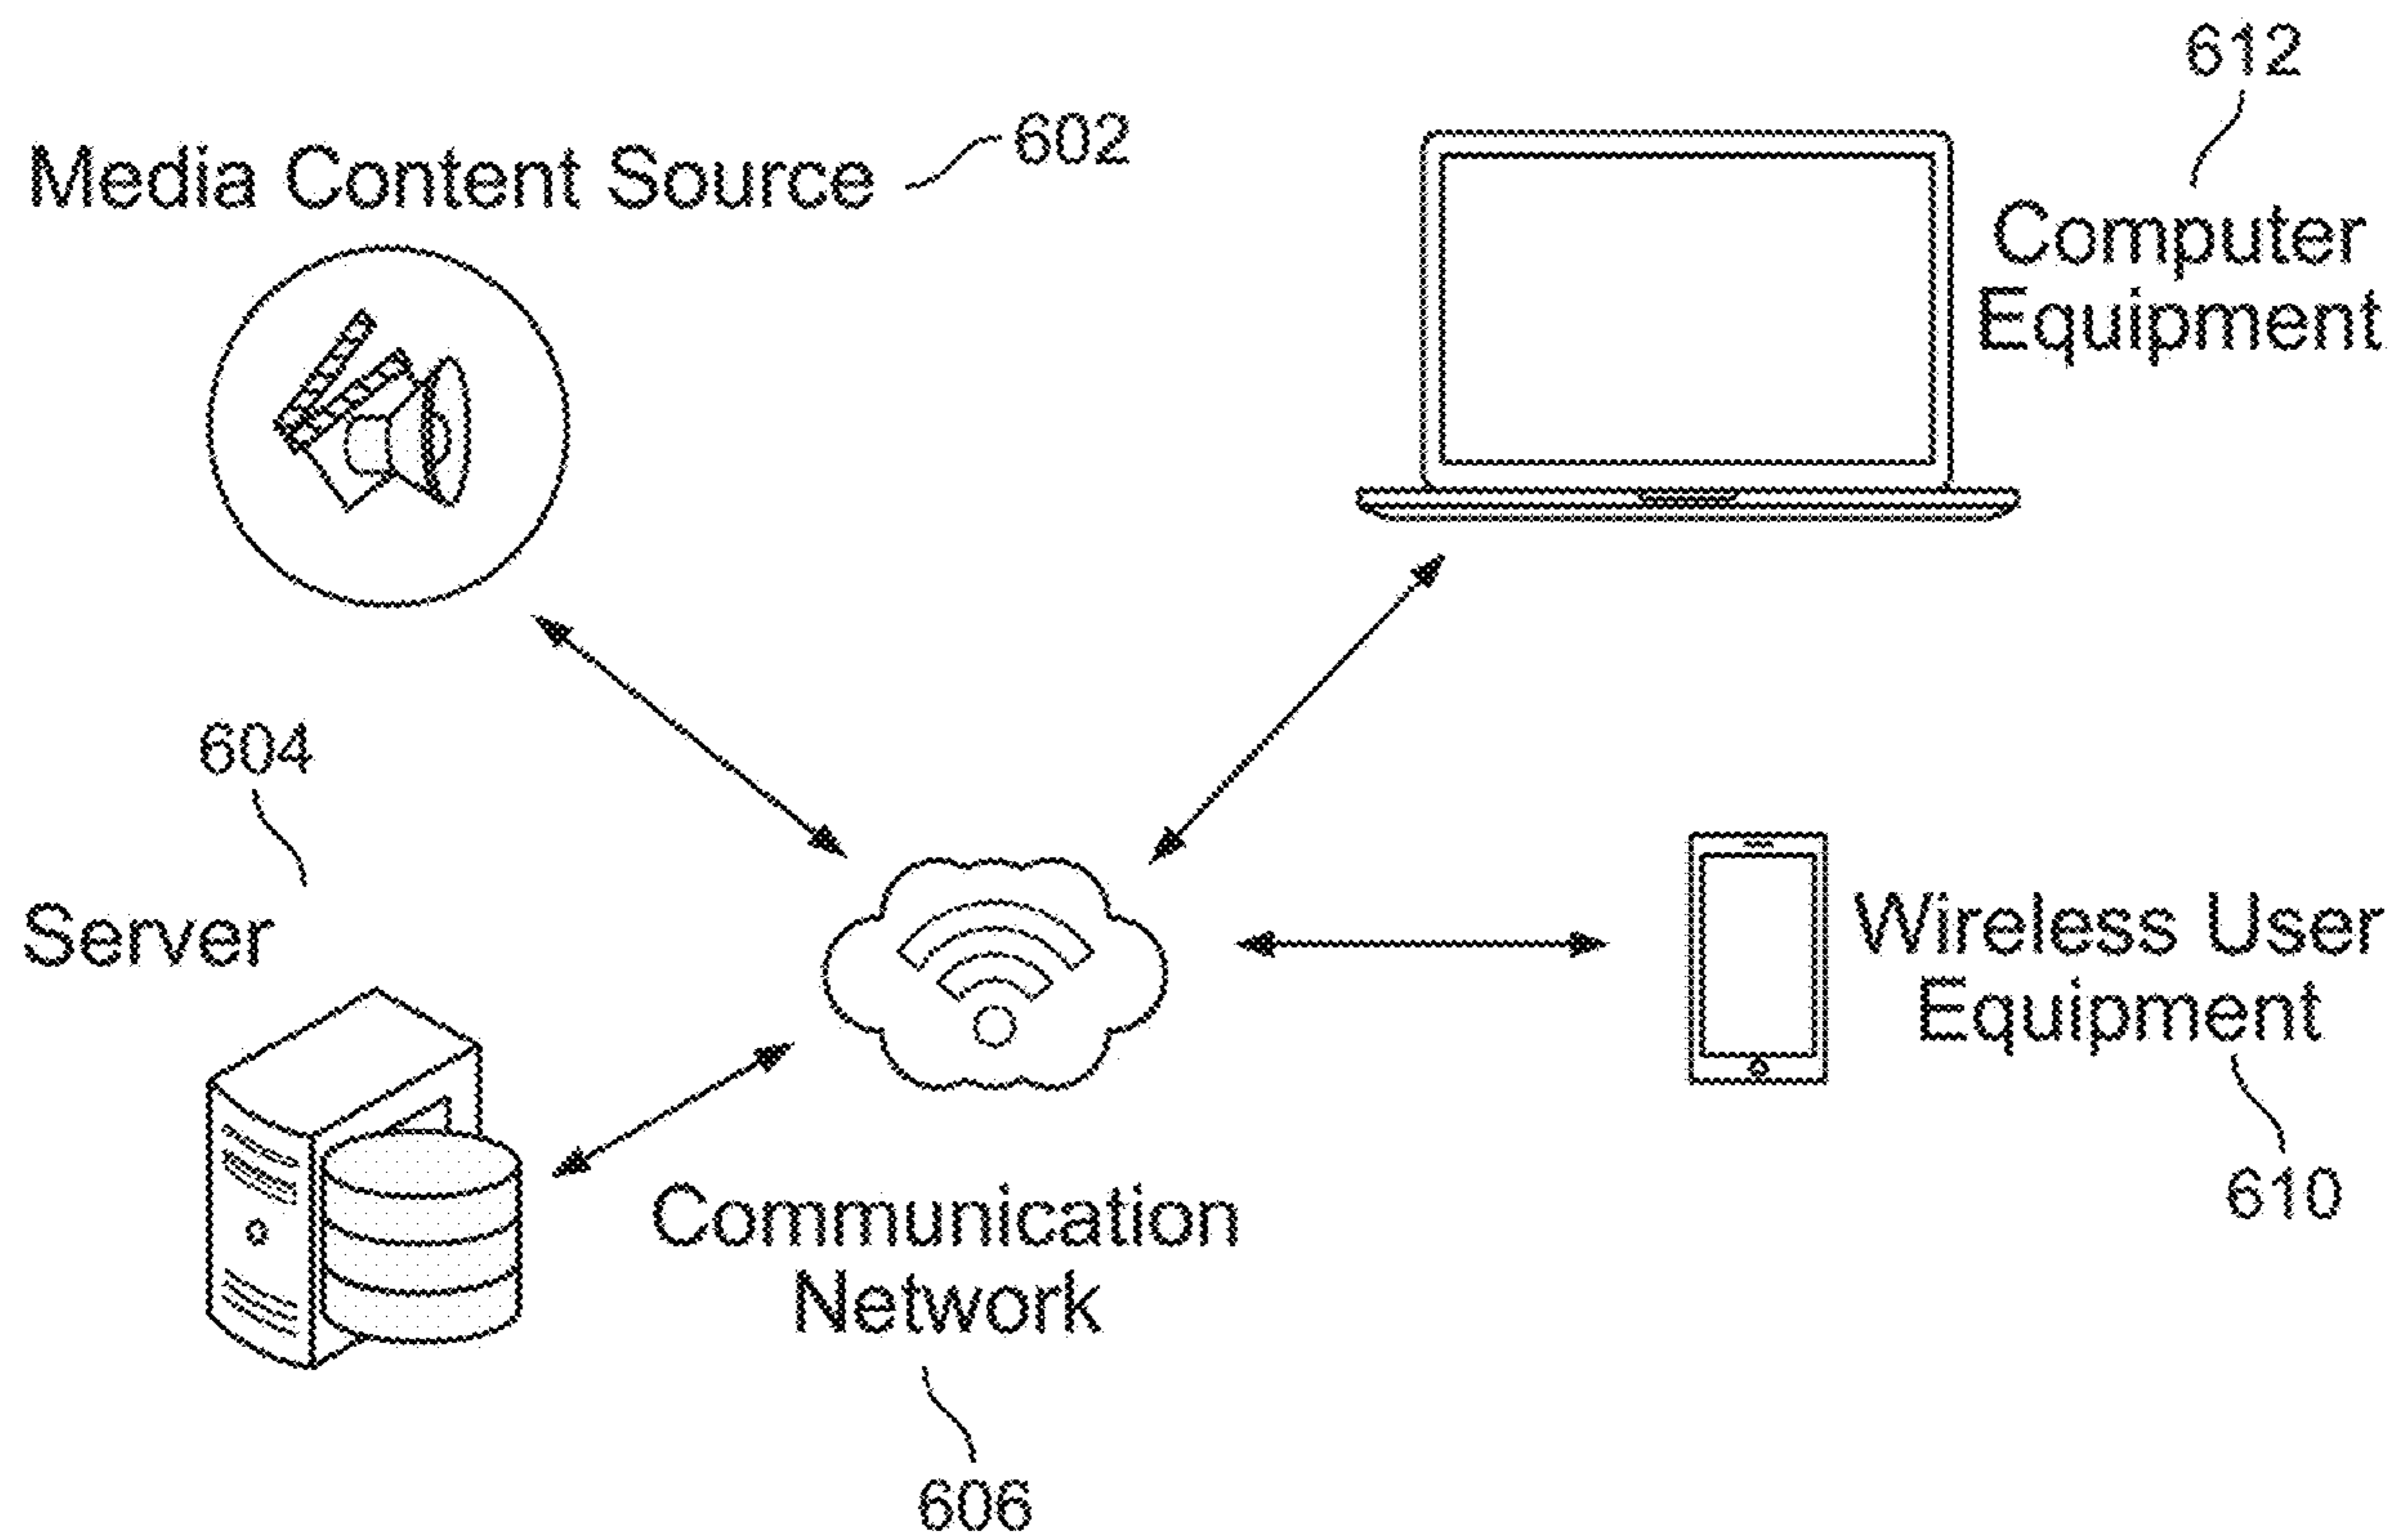 612
602
Media Content Source
Computer
Equipment
604
Server
Wireless User
Equipment
610
Communication
Network
606